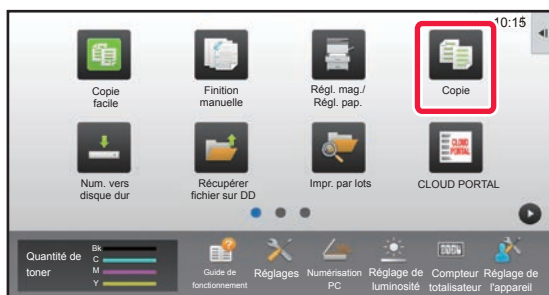 10:15
Copie
facile
Finition
manuelle
Régl. mag./
Régl. pap.
Copie
Num. vers
disque dur
Récupérer
fichier sur DD
Impr. par lots
CLOUD
PORTAL
CLOUD PORTAL
Quantité de
toner
Bk
C
M
Y
Guide de
fonctionnement
Réglages
Numérisation
PC
Réglage de
luminosité
Compteur
totalisateur
Réglage de
l'appareil